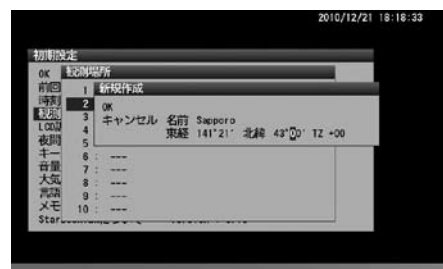 2010/12/21 18:18:33
初期設定
OK 観測場所
前回 1 新規作成
時刻 2 OK
観測 3 キャンセル 名前 Sapporo
LCD 4 東経 141°21' 北緯 43°00' TZ +00
夜間 5
キー 6 : ---
音量 7 : ---
大気 8 : ---
言語 9 : ---
メモ 10 : ---